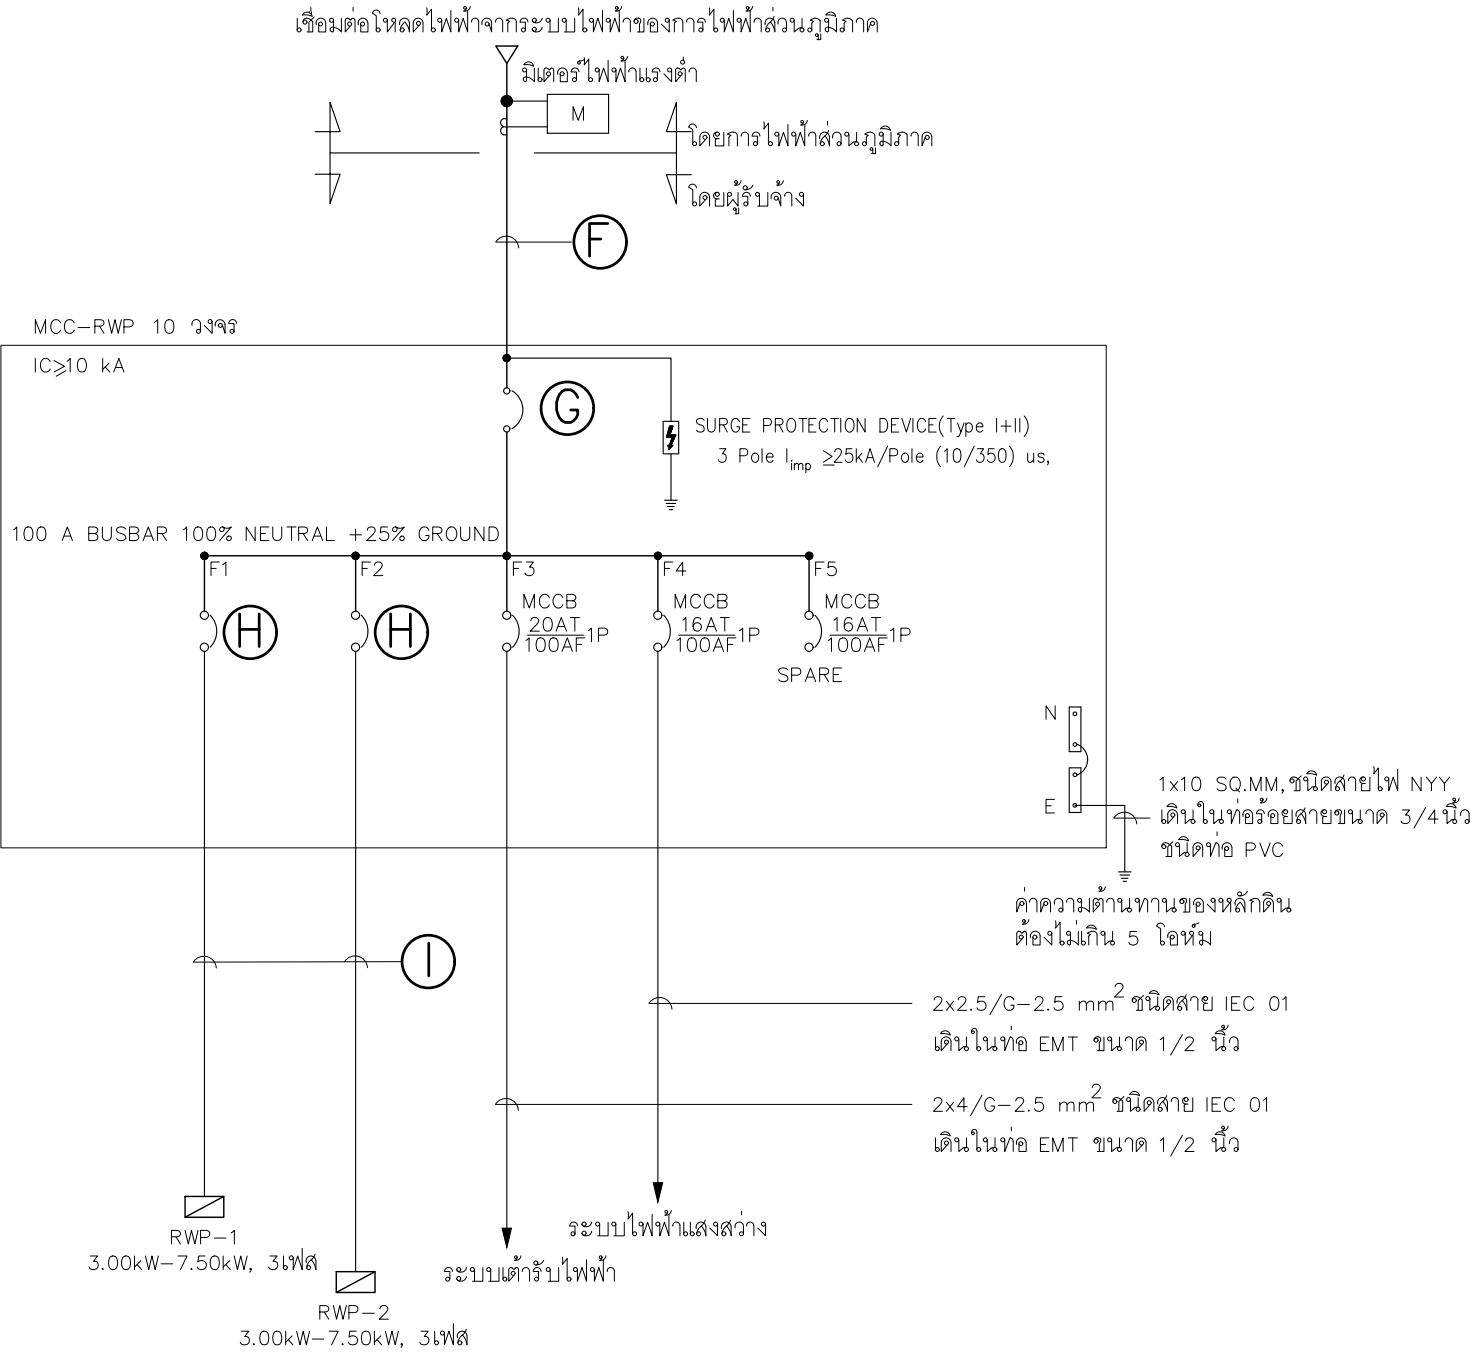 เชื่อมต่อโหลดไฟฟ้าจากระบบไฟฟ้าของการไฟฟ้าส่วนภูมิภาค
มิเตอร์ไฟฟ้าแรงต่ำ
M
โดยการไฟฟ้าส่วนภูมิภาค
โดยผู้รับจ้าง
F
MCC-RWP 10 วงจร
IC≥10 kA
G
SURGE PROTECTION DEVICE(Type I+II)
3 Pole Iimp ≥25kA/Pole (10/350) us,
100 A BUSBAR 100% NEUTRAL +25% GROUND
F1 F2 F3 F4 F5
H H
MCCB MCCB MCCB
20AT 16AT 16AT
100AF 1P 100AF 1P 100AF 1P
SPARE
N
E
1x10 SQ.MM,ชนิดสายไฟ NYY
เดินในท่อร้อยสายขนาด 3/4นิ้ว
ชนิดท่อ PVC
ค่าความต้านทานของหลักดิน
ต้องไม่เกิน 5 โอห์ม
I
2x2.5/G-2.5 mm² ชนิดสาย IEC 01
เดินในท่อ EMT ขนาด 1/2 นิ้ว
2x4/G-2.5 mm² ชนิดสาย IEC 01
เดินในท่อ EMT ขนาด 1/2 นิ้ว
ระบบไฟฟ้าแสงสว่าง
ระบบเต้ารับไฟฟ้า
RWP-1
3.00kW-7.50kW, 3เฟส
RWP-2
3.00kW-7.50kW, 3เฟส